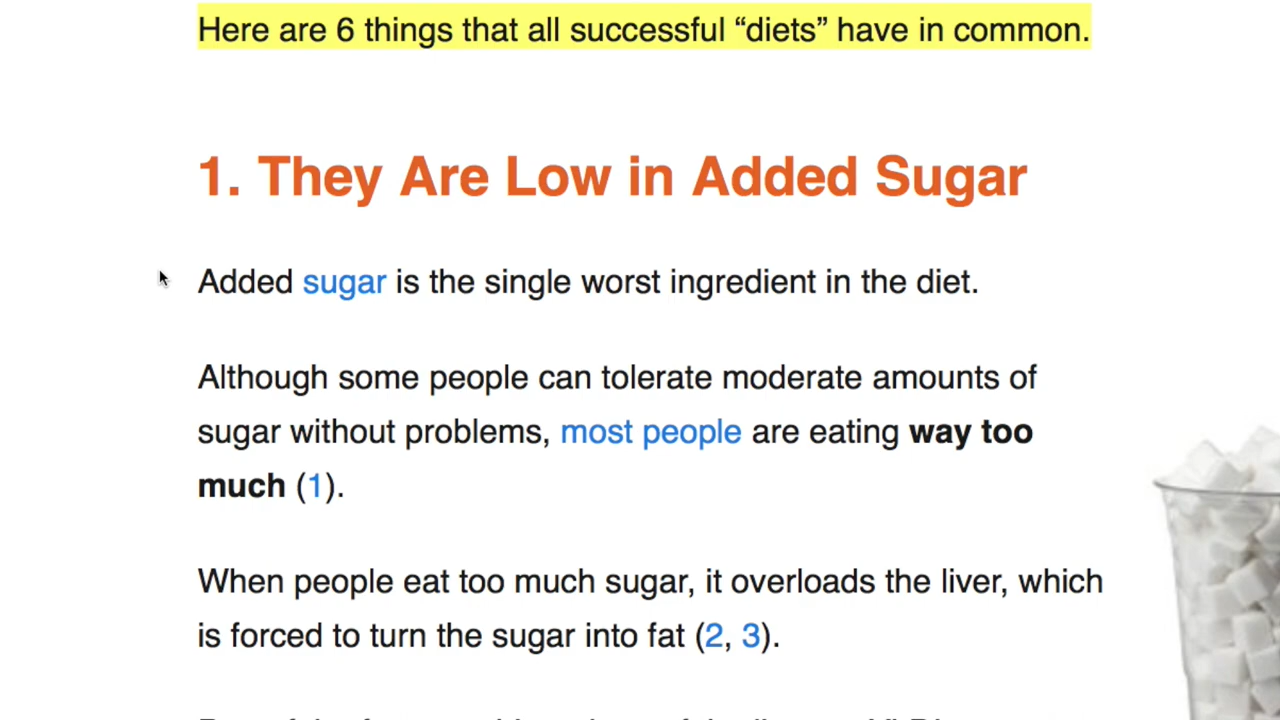 Here are 6 things that all successful “diets” have in common.
1. They Are Low in Added Sugar
Added sugar is the single worst ingredient in the diet.
Although some people can tolerate moderate amounts of
sugar without problems, most people are eating way too
much (1).
When people eat too much sugar, it overloads the liver, which
is forced to turn the sugar into fat (2, 3).